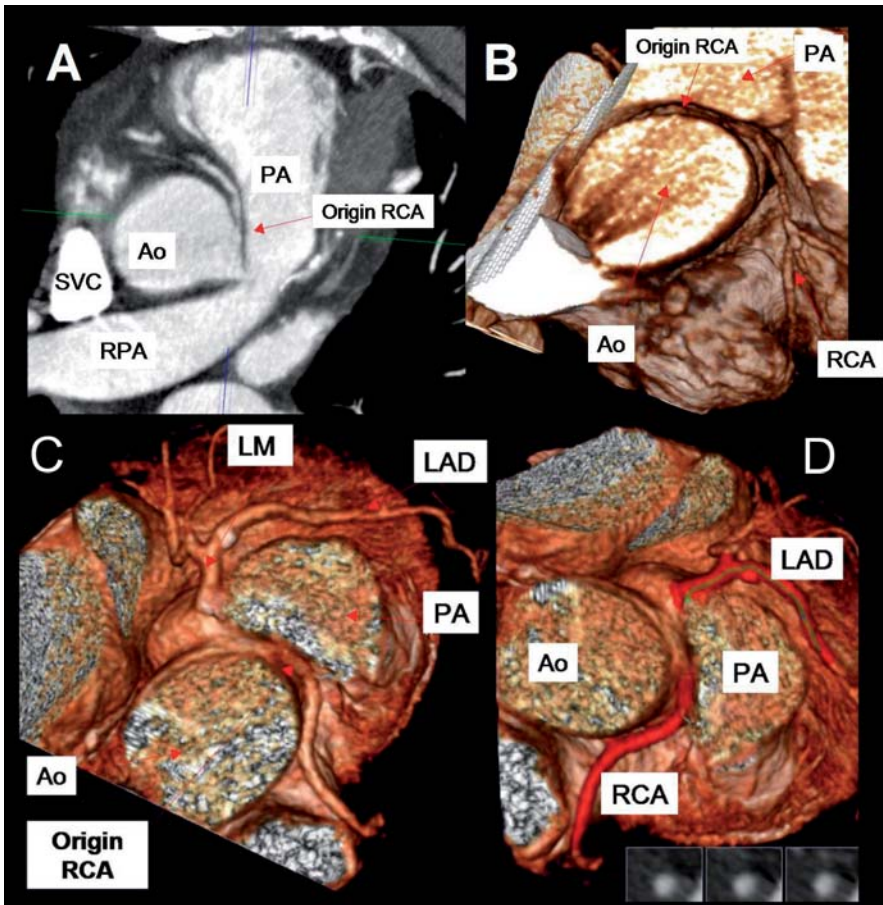 A
PA
Origin RCA
Ao
SVC
RPA
B
Origin RCA
PA
Ao
RCA
C
LM
LAD
PA
Ao
Origin
RCA
D
LAD
Ao
PA
RCA